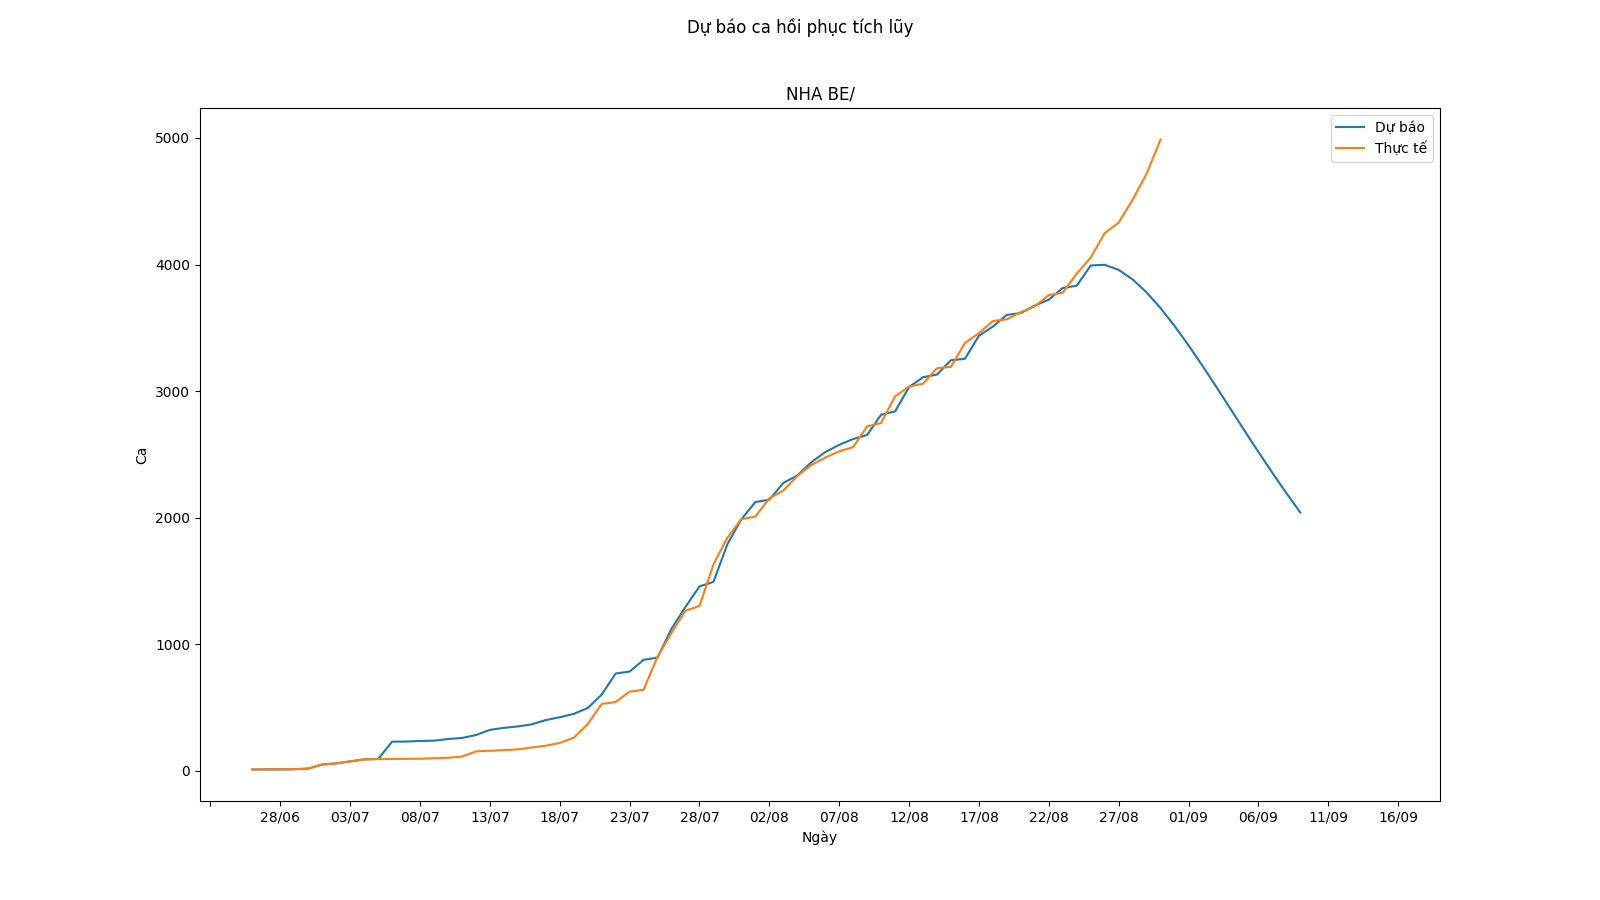 Dự báo ca hồi phục tích lũy
NHA BE/
Dự báo
Thực tế
5000
4000
3000
2000
1000
0
Ca
28/06 03/07 08/07 13/07 18/07 23/07 28/07 02/08 07/08 12/08 17/08 22/08 27/08 01/09 06/09 11/09 16/09
Ngày